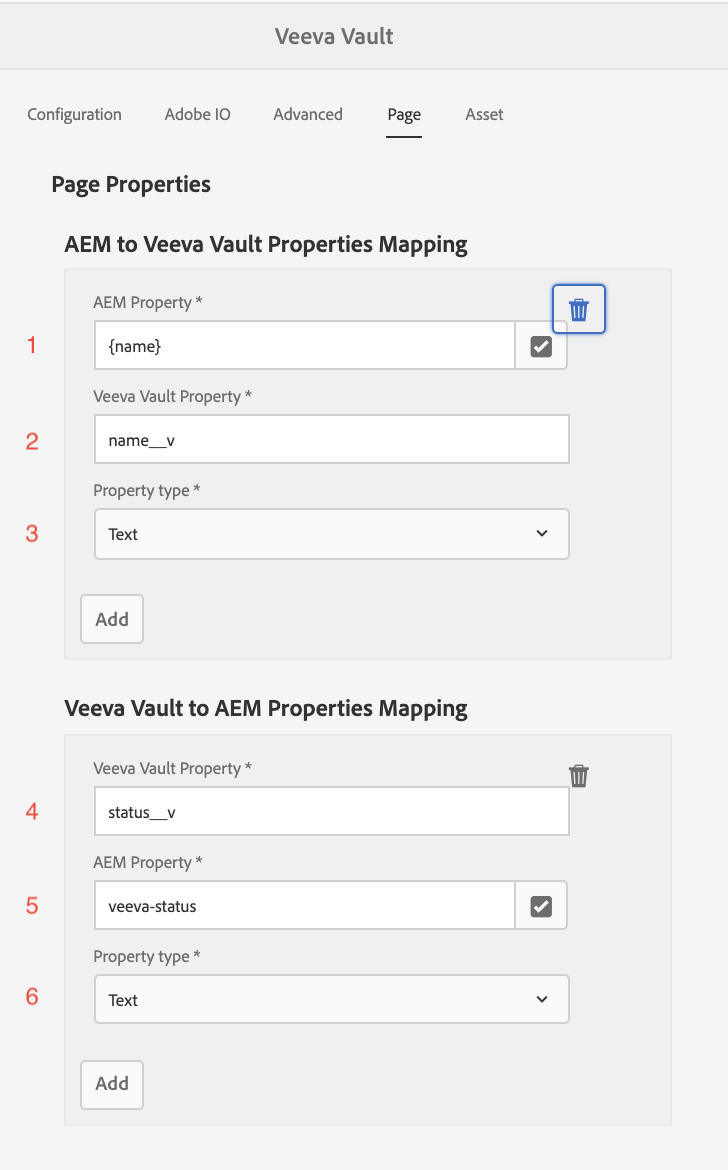 Veeva Vault
Configuration Adobe IO Advanced Page Asset
Page Properties
AEM to Veeva Vault Properties Mapping
AEM Property *
1 {name}
Veeva Vault Property *
2 name__v
Property type *
3 Text
Add
Veeva Vault to AEM Properties Mapping
Veeva Vault Property *
4 status__v
AEM Property *
5 veeva-status
Property type *
6 Text
Add